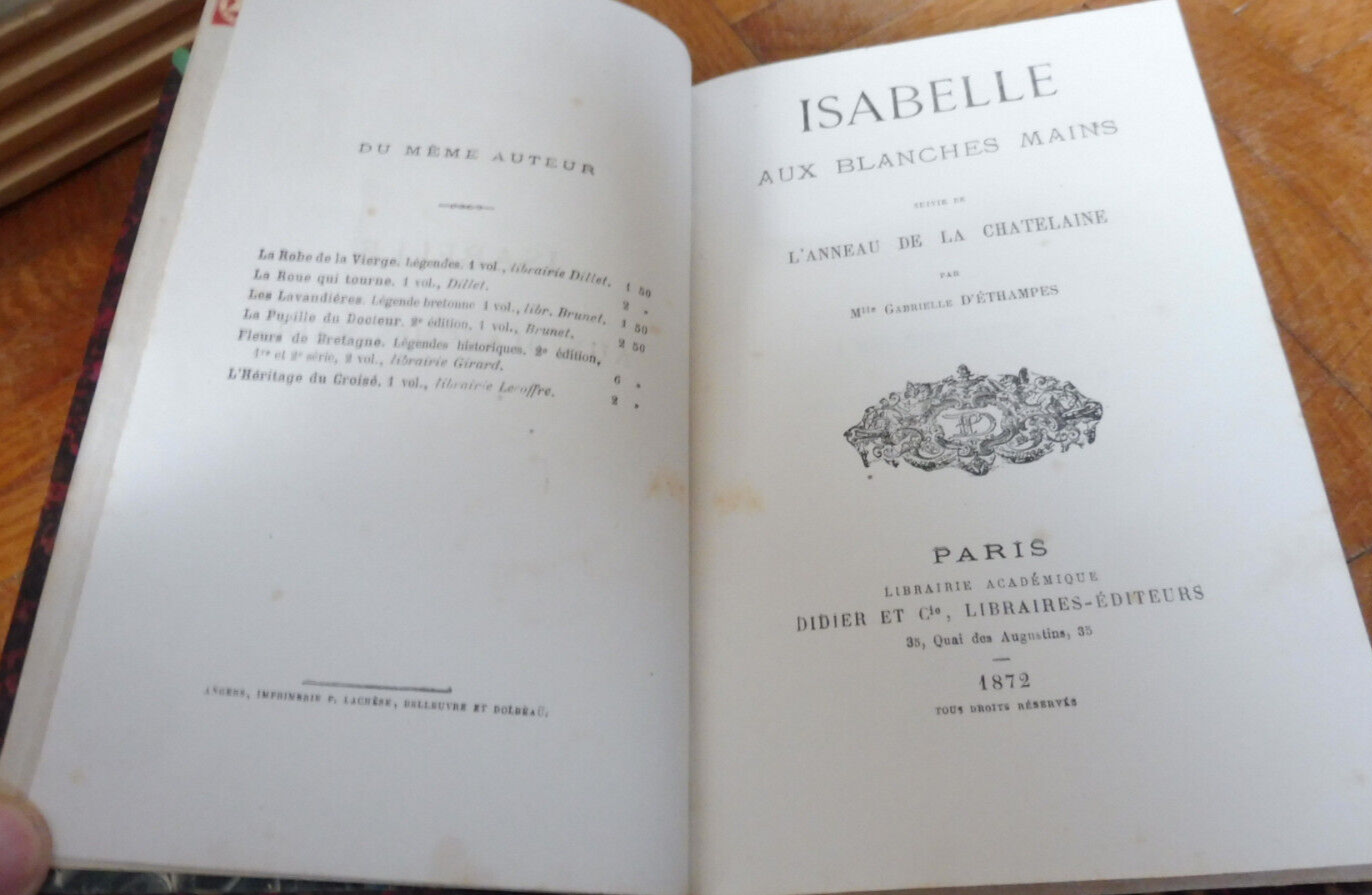 DU MÊME AUTEUR
La Robe de la Vierge. Légendes. 1 vol., librairie Dillet. 1 50
La Roue qui tourne. 1 vol., Dillet. 2 »
Les Lavandières. Légende bretonne 1 vol., libr. Brunet. 1 50
La Pupille du Docteur. 2e édition, 1 vol., Brunet. 2 50
Fleurs de Bretagne. Légendes historiques. 2e édition,
1re et 2e série, 2 vol., librairie Girard. 6 »
L'Héritage du Croisé. 1 vol., librairie Lecoffre. 2 »
ANGERS, IMPRIMERIE P. LACHÈSE, BELLEUVRE ET DOLBEAU.
ISABELLE
AUX BLANCHES MAINS
SUIVIE DE
L'ANNEAU DE LA CHATELAINE
PAR
Mlle GABRIELLE D'ÉTHAMPES
PARIS
LIBRAIRIE ACADÉMIQUE
DIDIER ET Cie, LIBRAIRES-ÉDITEURS
35, Quai des Augustins, 35
1872
TOUS DROITS RÉSERVÉS